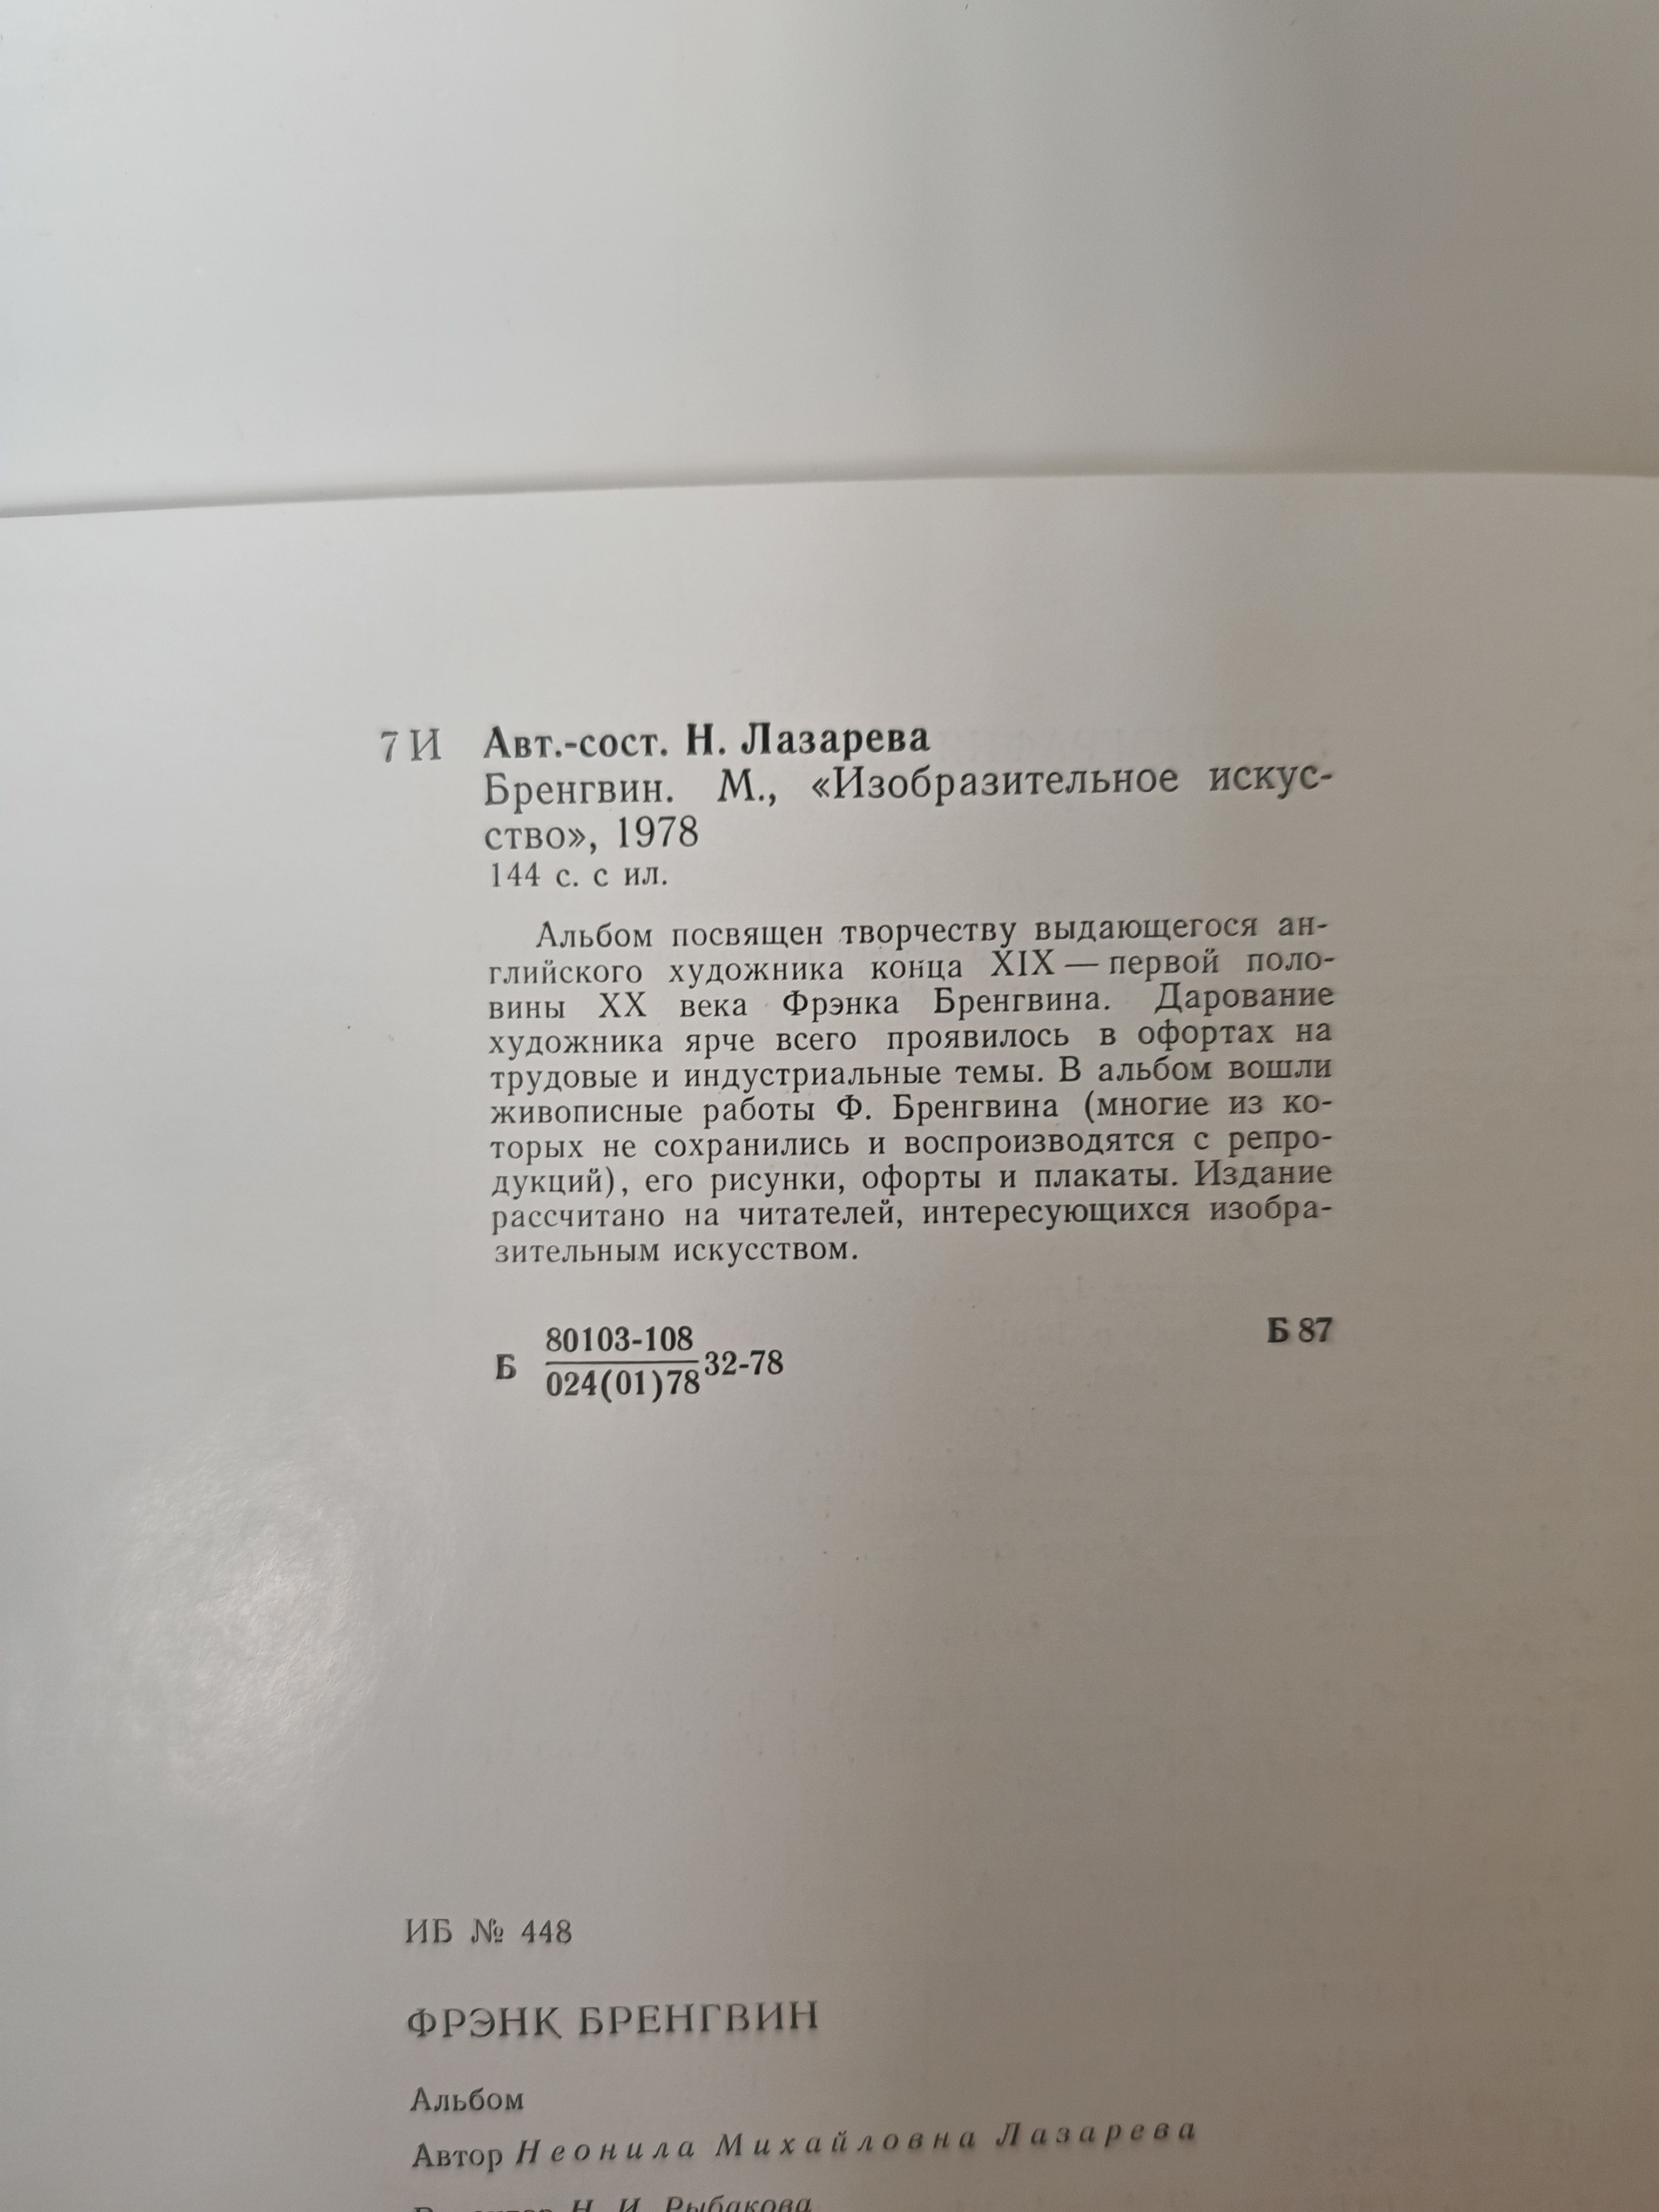 7 И Авт.-сост. Н. Лазарева
Бренгвин. М., «Изобразительное искус-
ство», 1978
144 с. с ил.
Альбом посвящен творчеству выдающегося ан-
глийского художника конца XIX — первой поло-
вины XX века Фрэнка Бренгвина. Дарование
художника ярче всего проявилось в офортах на
трудовые и индустриальные темы. В альбом вошли
живописные работы Ф. Бренгвина (многие из ко-
торых не сохранились и воспроизводятся с репро-
дукций), его рисунки, офорты и плакаты. Издание
рассчитано на читателей, интересующихся изобра-
зительным искусством.
Б 87
80103-108
Б 32-78
024(01)78
ИБ № 448
ФРЭНК БРЕНГВИН
Альбом
Автор Неонила Михайловна Лазарева
Н. И. Рыбакова